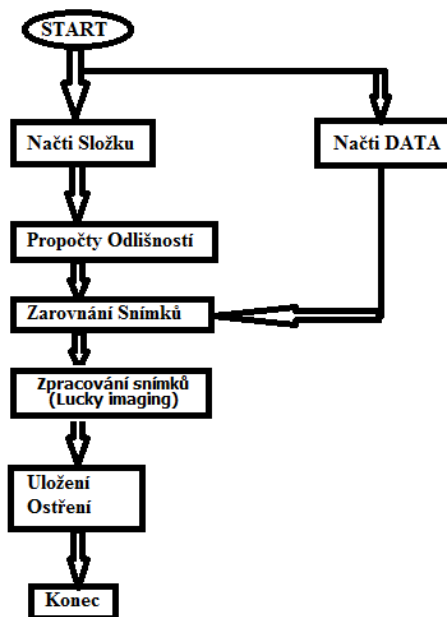 START
Načti Složku
Načti DATA
Propočty Odlišností
Zarovnání Snímků
Zpracování snímků
(Lucky imaging)
Uložení
Ostření
Konec